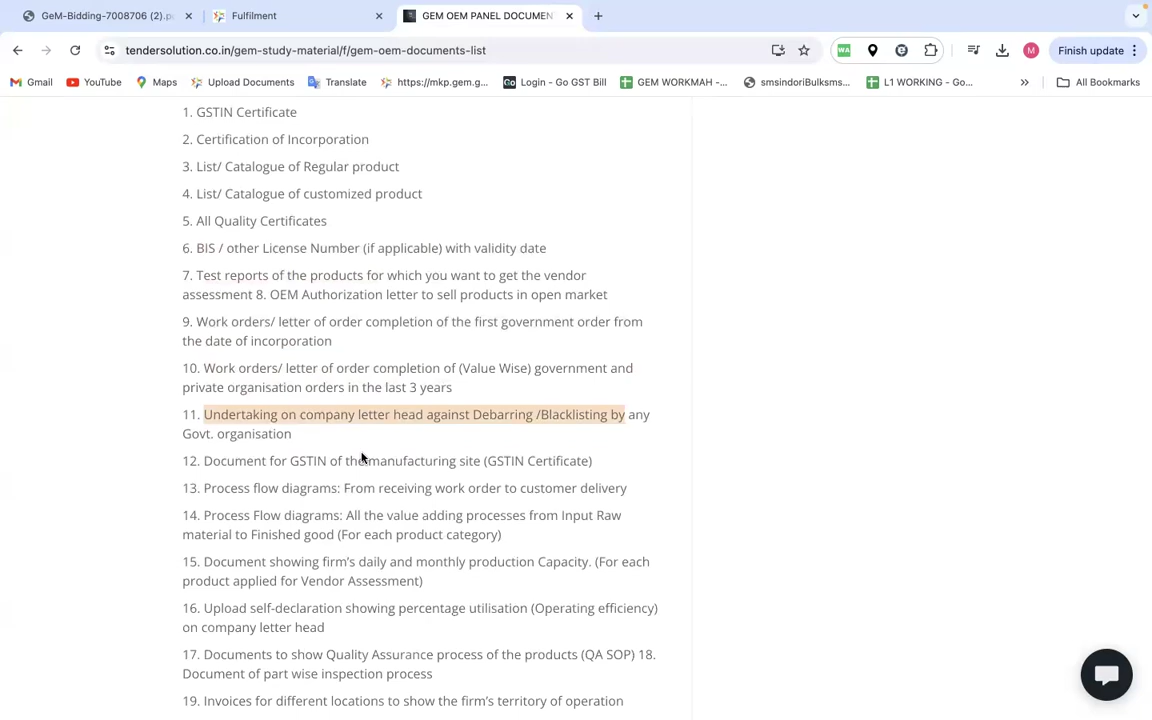 GeM-Bidding-7008706 (2).p
Fulfilment
GEM OEM PANEL DOCUMEN
tendersolution.co.in/gem-study-material/f/gem-oem-documents-list
WA
M
Finish update
Gmail
YouTube
Maps
Upload Documents
Translate
https://mkp.gem.g...
Login - Go GST Bill
GEM WORKMAH -...
smsindoriBulksms...
L1 WORKING - Go...
»
All Bookmarks
1. GSTIN Certificate
2. Certification of Incorporation
3. List/ Catalogue of Regular product
4. List/ Catalogue of customized product
5. All Quality Certificates
6. BIS / other License Number (if applicable) with validity date
7. Test reports of the products for which you want to get the vendor
assessment 8. OEM Authorization letter to sell products in open market
9. Work orders/ letter of order completion of the first government order from
the date of incorporation
10. Work orders/ letter of order completion of (Value Wise) government and
private organisation orders in the last 3 years
11. Undertaking on company letter head against Debarring /Blacklisting by any
Govt. organisation
12. Document for GSTIN of the manufacturing site (GSTIN Certificate)
13. Process flow diagrams: From receiving work order to customer delivery
14. Process Flow diagrams: All the value adding processes from Input Raw
material to Finished good (For each product category)
15. Document showing firm's daily and monthly production Capacity. (For each
product applied for Vendor Assessment)
16. Upload self-declaration showing percentage utilisation (Operating efficiency)
on company letter head
17. Documents to show Quality Assurance process of the products (QA SOP) 18.
Document of part wise inspection process
19. Invoices for different locations to show the firm's territory of operation